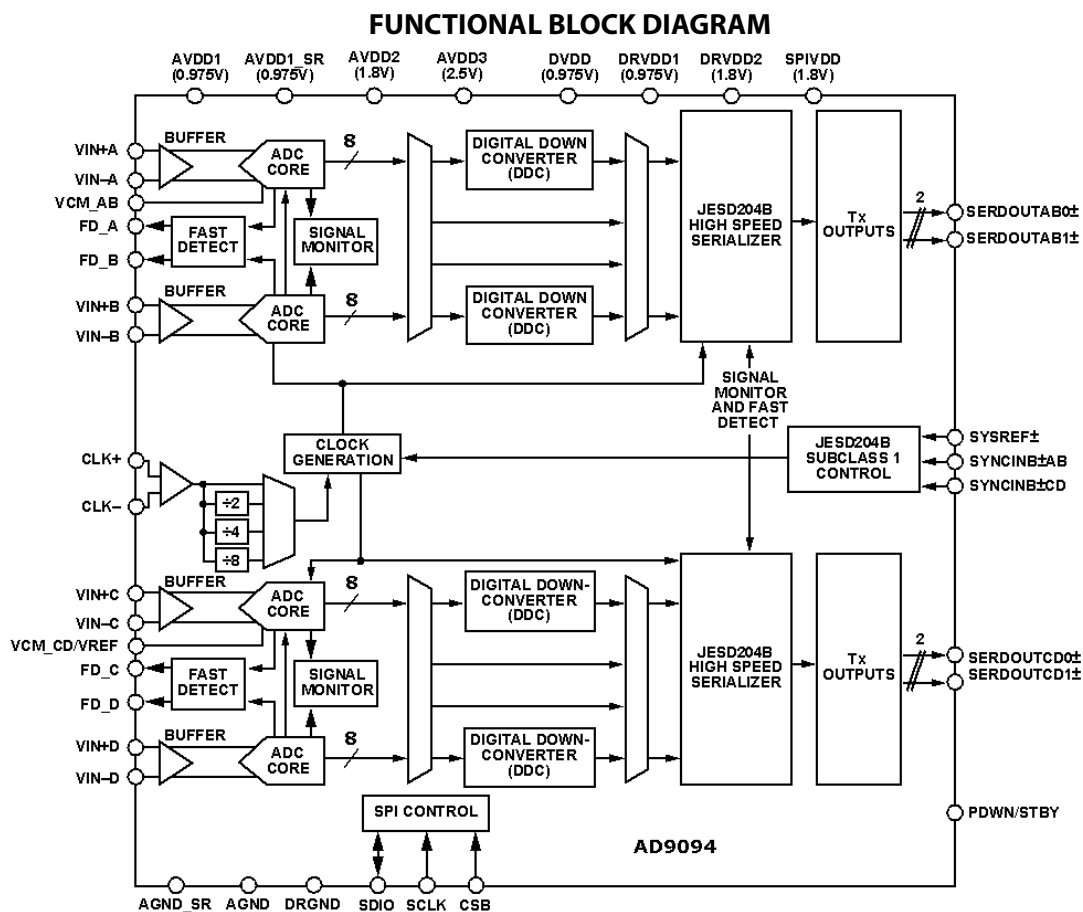 FUNCTIONAL BLOCK DIAGRAM
AVDD1
(0.975V)
AVDD1_SR
(0.975V)
AVDD2
(1.8V)
AVDD3
(2.5V)
DVDD
(0.975V)
DRVDD1
(0.975V)
DRVDD2
(1.8V)
SPIVDD
(1.8V)
VIN+A
VIN–A
VCM_AB
FD_A
FD_B
VIN+B
VIN–B
BUFFER
ADC
CORE
8
FAST
DETECT
SIGNAL
MONITOR
BUFFER
ADC
CORE
8
DIGITAL DOWN
CONVERTER
(DDC)
DIGITAL DOWN
CONVERTER
(DDC)
JESD204B
HIGH SPEED
SERIALIZER
Tx
OUTPUTS
2
SERDOUTAB0±
SERDOUTAB1±
SIGNAL
MONITOR
AND FAST
DETECT
CLK+
CLK–
÷2
÷4
÷8
CLOCK
GENERATION
JESD204B
SUBCLASS 1
CONTROL
SYSREF±
SYNCINB±AB
SYNCINB±CD
VIN+C
VIN–C
VCM_CD/VREF
FD_C
FD_D
VIN+D
VIN–D
BUFFER
ADC
CORE
8
FAST
DETECT
SIGNAL
MONITOR
BUFFER
ADC
CORE
8
DIGITAL DOWN-
CONVERTER
(DDC)
DIGITAL DOWN-
CONVERTER
(DDC)
JESD204B
HIGH SPEED
SERIALIZER
Tx
OUTPUTS
2
SERDOUTCD0±
SERDOUTCD1±
SPI CONTROL
PDWN/STBY
AD9094
AGND_SR
AGND
DRGND
SDIO
SCLK
CSB